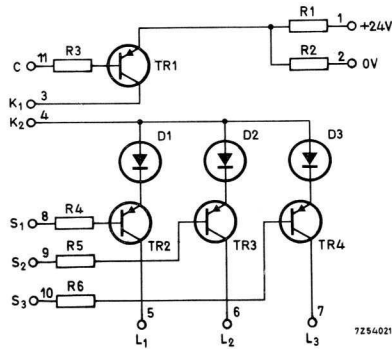 R1 1 +24V
R3 R2 2 0V
C 11 TR1
K1 3
K2 4
D1 D2 D3
S1 8 R4
S2 9 R5 TR2 TR3 TR4
S3 10 R6
5 6 7
L1 L2 L3
7Z54021